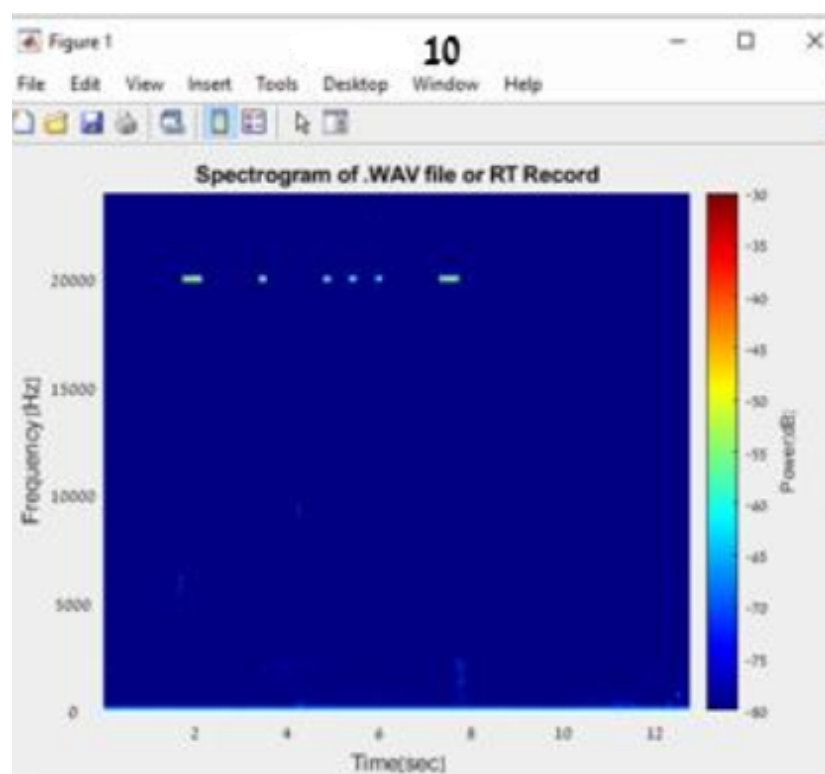 Figure 1
10
File Edit View Insert Tools Desktop Window Help
Spectrogram of .WAV file or RT Record
20000
15000
10000
5000
0
Frequency[Hz]
2 4 6 8 10 12
Time[sec]
-30
-35
-40
-45
-50
-55
-60
-65
-70
-75
-80
Power[dB]